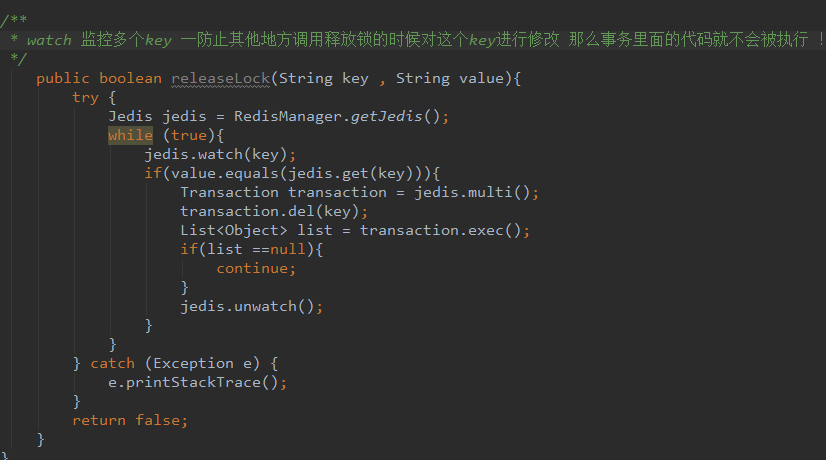 /**
 * watch 监控多个key 一防止其他地方调用释放锁的时候对这个key进行修改 那么事务里面的代码就不会被执行 !
 */
    public boolean releaseLock(String key , String value){
        try {
            Jedis jedis = RedisManager.getJedis();
            while (true){
                jedis.watch(key);
                if(value.equals(jedis.get(key))){
                    Transaction transaction = jedis.multi();
                    transaction.del(key);
                    List<Object> list = transaction.exec();
                    if(list ==null){
                        continue;
                    }
                    jedis.unwatch();
                }
            }
        } catch (Exception e) {
            e.printStackTrace();
        }
        return false;
    }
}